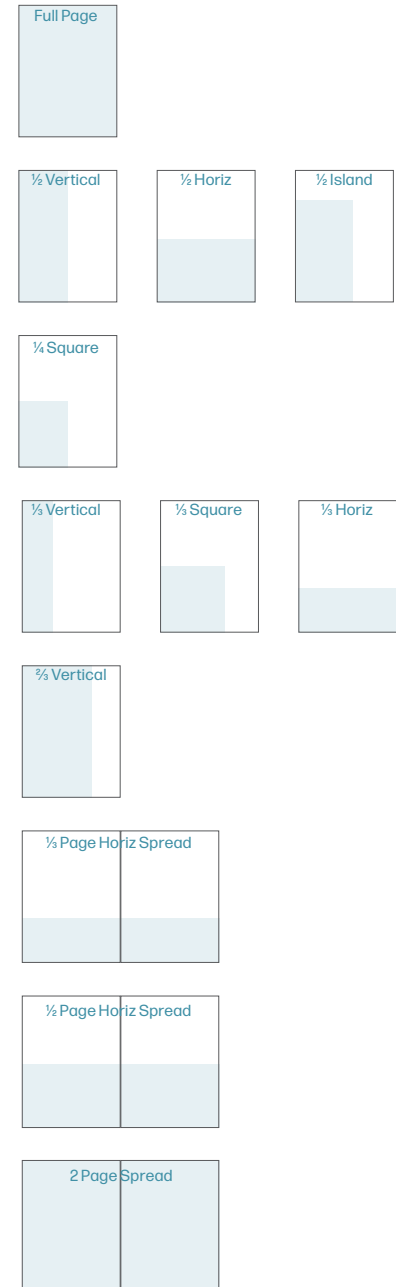 Full Page
½ Vertical
½ Horiz
½ Island
¼ Square
⅓ Vertical
⅓ Square
⅓ Horiz
⅔ Vertical
⅓ Page Horiz Spread
½ Page Horiz Spread
2 Page Spread